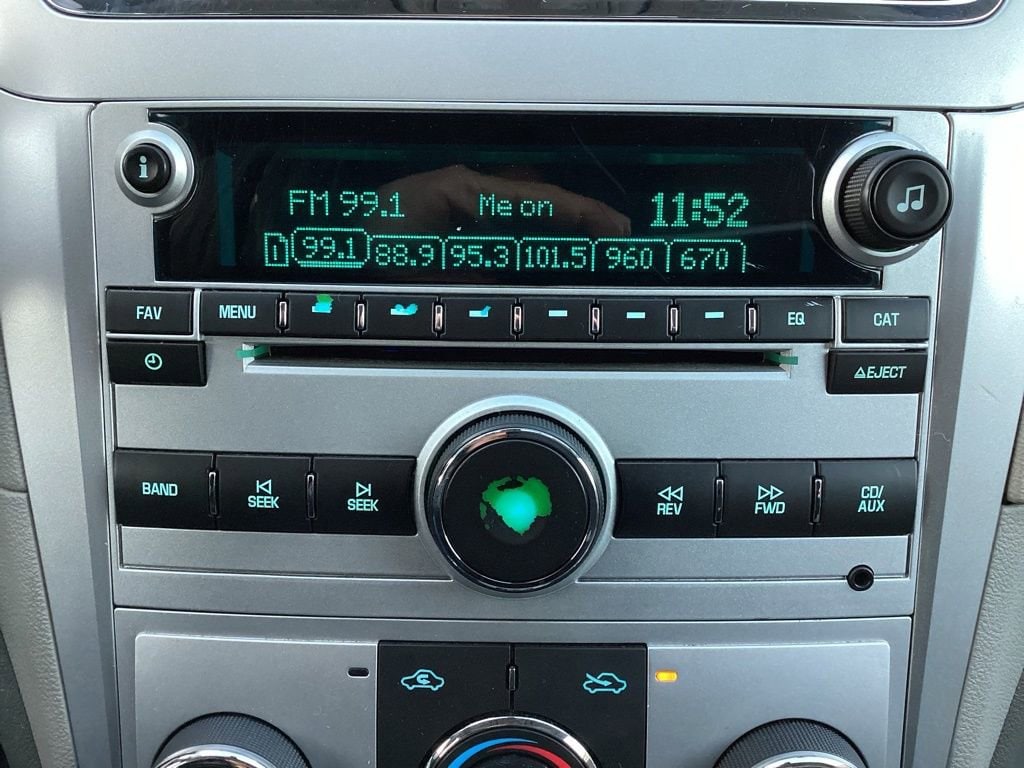 i
FM 99.1 Me on 11:52
99.1 88.9 95.3 101.5 960 670
FAV MENU EQ CAT
EJECT
BAND SEEK SEEK REV FWD CD/
AUX